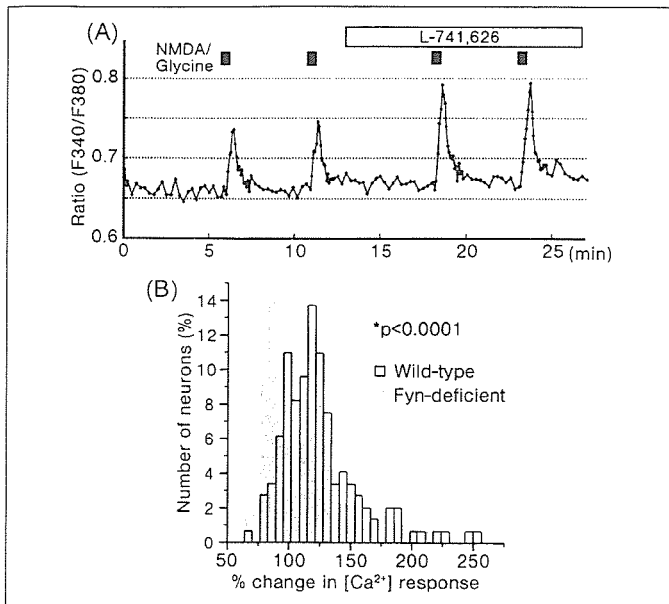 (A)
L-741,626
NMDA/
Glycine
0.8
0.7
0.6
Ratio (F340/F380)
0 5 10 15 20 25 (min)
(B)
14
12
10
8
6
4
2
0
Number of neurons (%)
*p<0.0001
Wild-type
Fyn-deficient
50 100 150 200 250
% change in [Ca²⁺] response